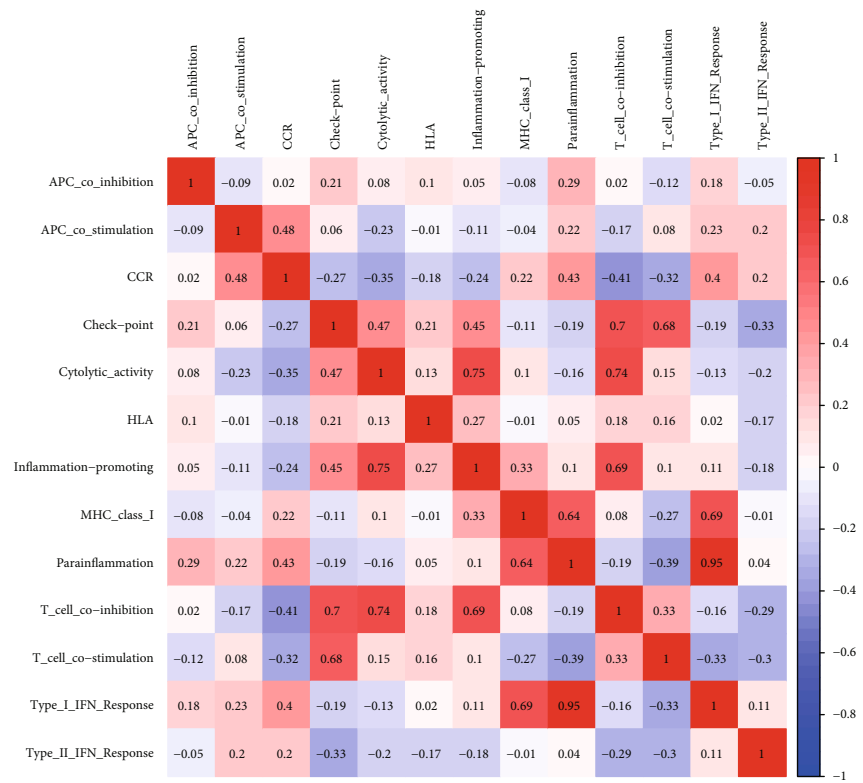 APC_co_inhibition APC_co_stimulation CCR Check−point Cytolytic_activity HLA Inflammation−promoting MHC_class_I Parainflammation T_cell_co−inhibition T_cell_co−stimulation Type_I_IFN_Response Type_II_IFN_Response
1
APC_co_inhibition 1 −0.09 0.02 0.21 0.08 0.1 0.05 −0.08 0.29 0.02 −0.12 0.18 −0.05
0.8
APC_co_stimulation −0.09 1 0.48 0.06 −0.23 −0.01 −0.11 −0.04 0.22 −0.17 0.08 0.23 0.2
0.6
CCR 0.02 0.48 1 −0.27 −0.35 −0.18 −0.24 0.22 0.43 −0.41 −0.32 0.4 0.2
Check−point 0.21 0.06 −0.27 1 0.47 0.21 0.45 −0.11 −0.19 0.7 0.68 −0.19 −0.33
0.4
Cytolytic_activity 0.08 −0.23 −0.35 0.47 1 0.13 0.75 0.1 −0.16 0.74 0.15 −0.13 −0.2
0.2
HLA 0.1 −0.01 −0.18 0.21 0.13 1 0.27 −0.01 0.05 0.18 0.16 0.02 −0.17
Inflammation−promoting 0.05 −0.11 −0.24 0.45 0.75 0.27 1 0.33 0.1 0.69 0.1 0.11 −0.18
0
MHC_class_I −0.08 −0.04 0.22 −0.11 0.1 −0.01 0.33 1 0.64 0.08 −0.27 0.69 −0.01
−0.2
Parainflammation 0.29 0.22 0.43 −0.19 −0.16 0.05 0.1 0.64 1 −0.19 −0.39 0.95 0.04
−0.4
T_cell_co−inhibition 0.02 −0.17 −0.41 0.7 0.74 0.18 0.69 0.08 −0.19 1 0.33 −0.16 −0.29
−0.6
T_cell_co−stimulation −0.12 0.08 −0.32 0.68 0.15 0.16 0.1 −0.27 −0.39 0.33 1 −0.33 −0.3
Type_I_IFN_Response 0.18 0.23 0.4 −0.19 −0.13 0.02 0.11 0.69 0.95 −0.16 −0.33 1 0.11
−0.8
Type_II_IFN_Response −0.05 0.2 0.2 −0.33 −0.2 −0.17 −0.18 −0.01 0.04 −0.29 −0.3 0.11 1
−1